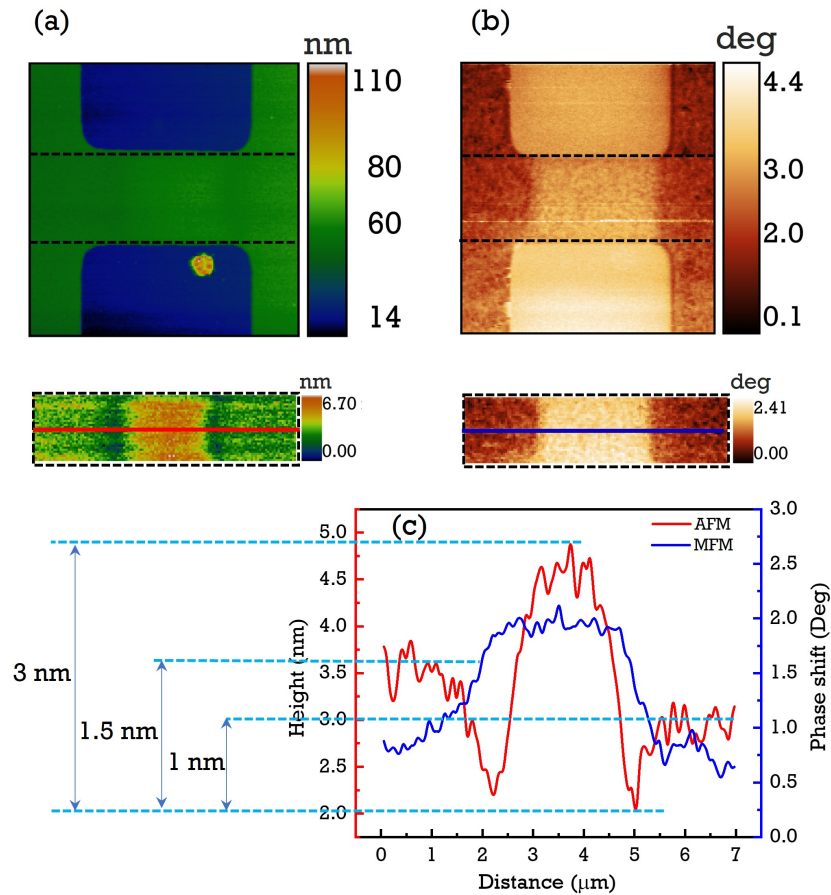 (a)
nm
110
80
60
14
(b)
deg
4.4
3.0
2.0
0.1
nm
6.70
0.00
deg
2.41
0.00
(c)
AFM
MFM
5.0
4.5
4.0
3.5
3.0
2.5
2.0
Height (nm)
3 nm
1.5 nm
1 nm
3.0
2.5
2.0
1.5
1.0
0.5
0.0
Phase shift (Deg)
0 1 2 3 4 5 6 7
Distance (μm)